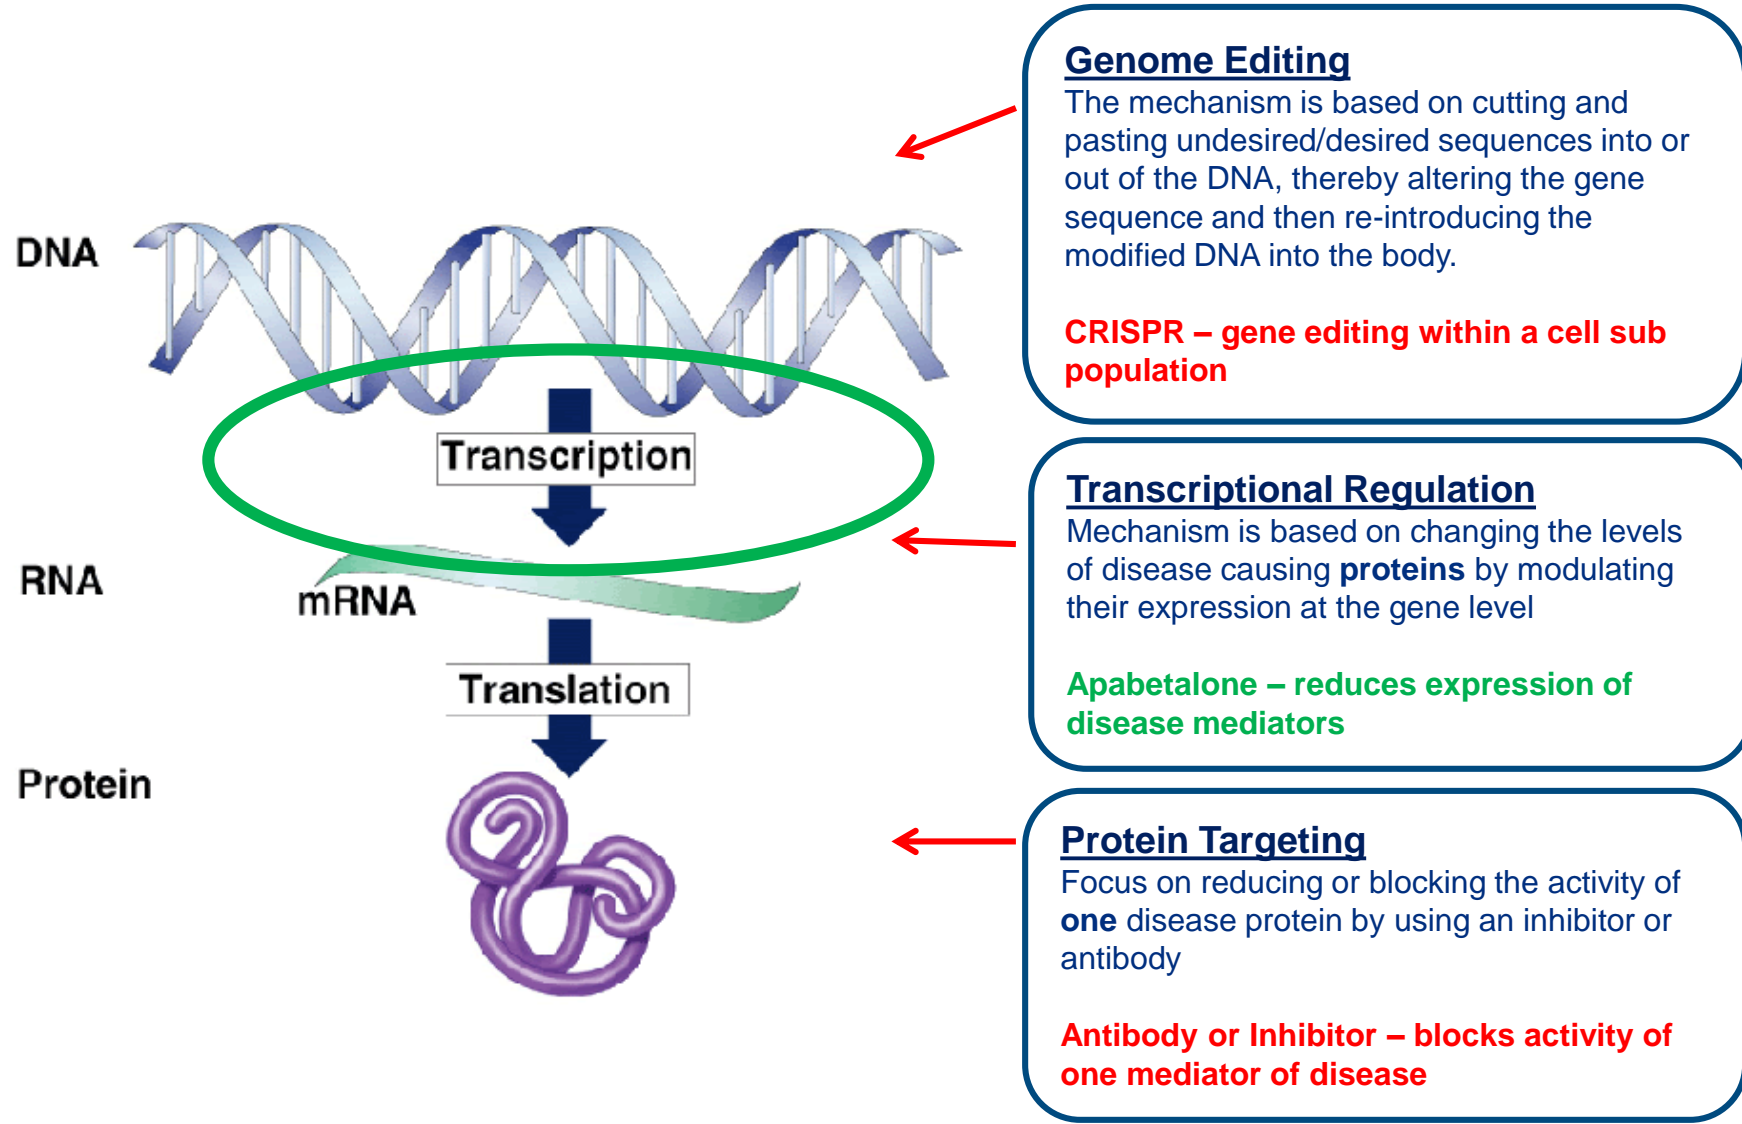 DNA
Transcription
RNA
mRNA
Translation
Protein
Genome Editing
The mechanism is based on cutting and
pasting undesired/desired sequences into or
out of the DNA, thereby altering the gene
sequence and then re-introducing the
modified DNA into the body.
CRISPR – gene editing within a cell sub
population
Transcriptional Regulation
Mechanism is based on changing the levels
of disease causing proteins by modulating
their expression at the gene level
Apabetalone – reduces expression of
disease mediators
Protein Targeting
Focus on reducing or blocking the activity of
one disease protein by using an inhibitor or
antibody
Antibody or Inhibitor – blocks activity of
one mediator of disease